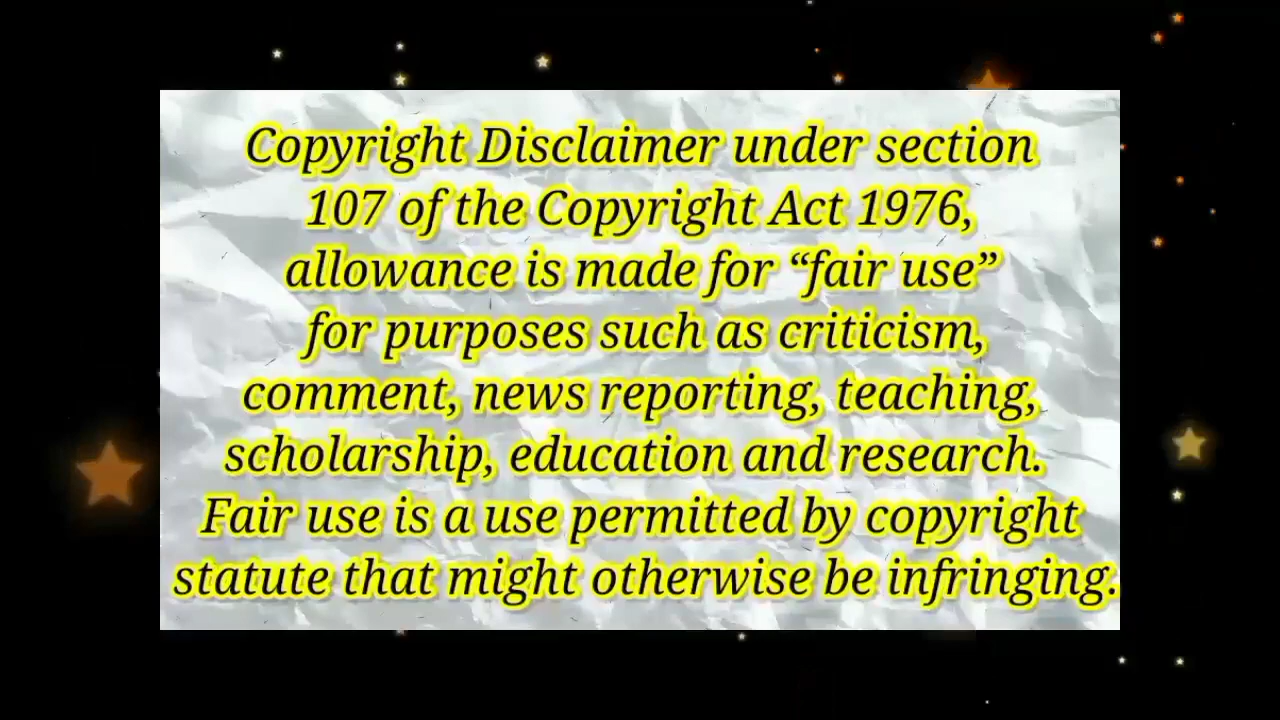 Copyright Disclaimer under section
107 of the Copyright Act 1976,
allowance is made for “fair use”
for purposes such as criticism,
comment, news reporting, teaching,
scholarship, education and research.
Fair use is a use permitted by copyright
statute that might otherwise be infringing.